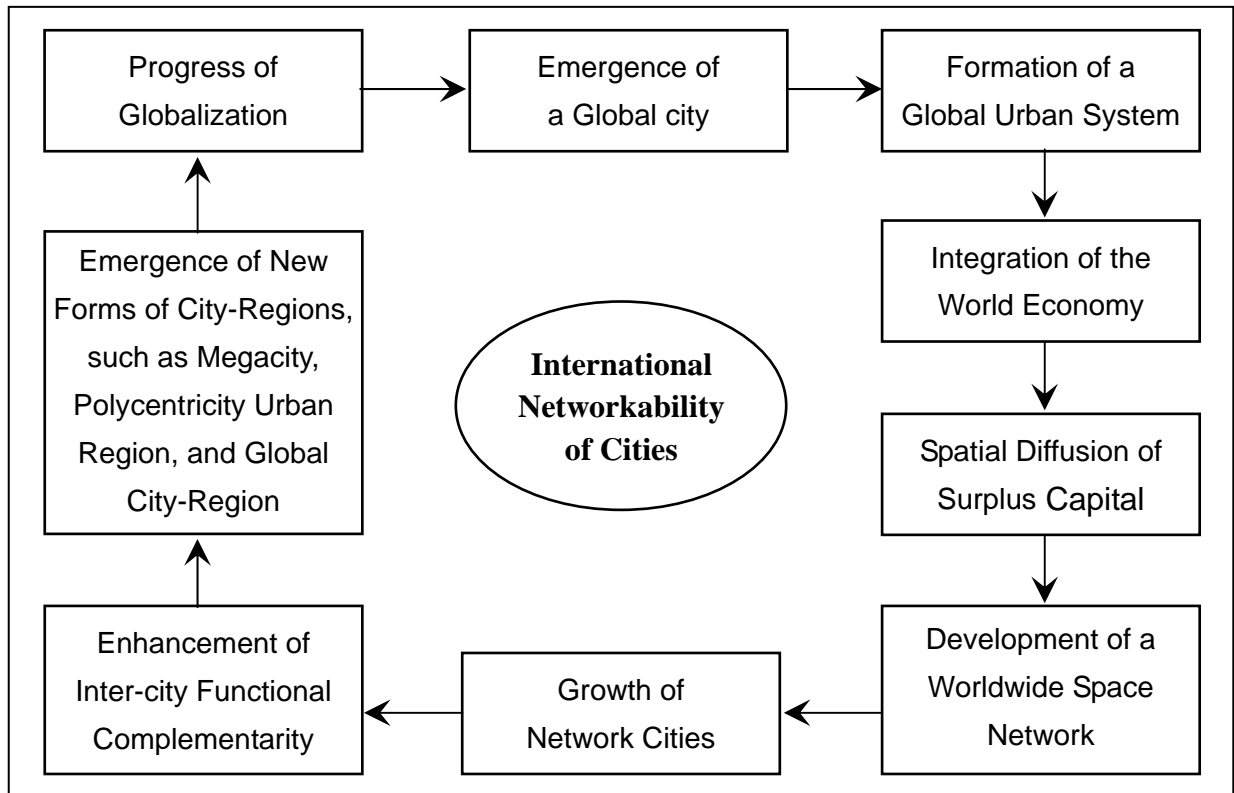 Progress of
Globalization
Emergence of
a Global city
Formation of a
Global Urban System
Integration of the
World Economy
Spatial Diffusion of
Surplus Capital
Development of a
Worldwide Space
Network
Growth of
Network Cities
Enhancement of
Inter-city Functional
Complementarity
Emergence of New
Forms of City-Regions,
such as Megacity,
Polycentricity Urban
Region, and Global
City-Region
International
Networkability
of Cities